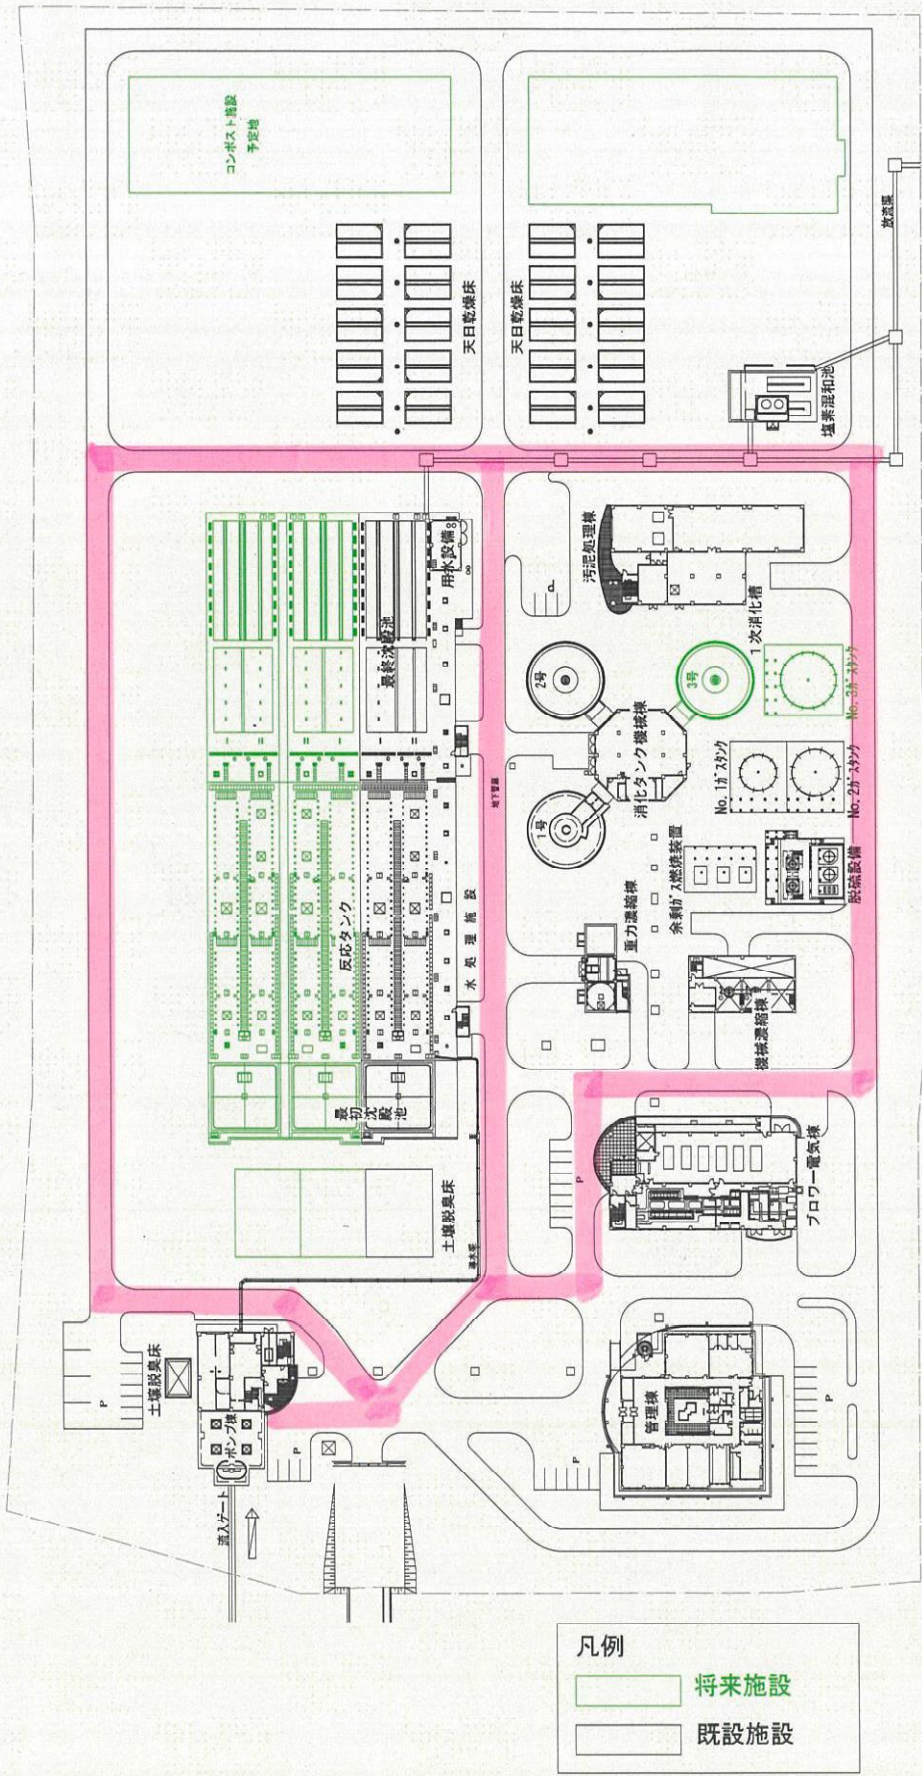 コンポスト施設
予定地
天日乾燥床
天日乾燥床
放流渠
塩素混和池
用水設備
最終沈殿池
汚泥処理棟
1次消化槽
2号
3号
消化タンク機械棟
No. 3ガスタンク
No. 1ガスタンク
No. 2ガスタンク
1号
地下管廊
反応タンク
水処理施設
重力濃縮棟
余剰ガス燃焼装置
脱硫設備
機械濃縮棟
最初沈殿池
土壌脱臭床
導水渠
P
P
P
ブロワー電気棟
土壌脱臭床
P
ポンプ棟
流入ゲート
P
管理棟
P
P
凡例
将来施設
既設施設